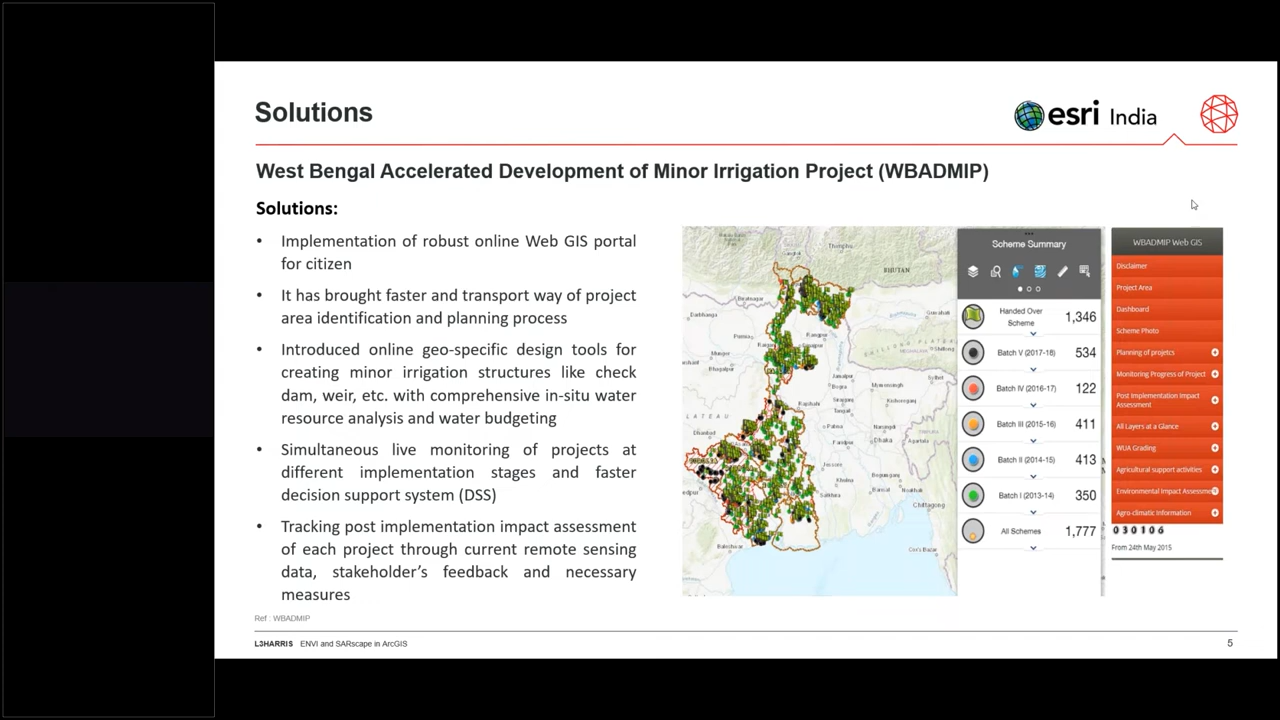 Solutions
esri India
West Bengal Accelerated Development of Minor Irrigation Project (WBADMIP)
Solutions:
• Implementation of robust online Web GIS portal
for citizen
• It has brought faster and transport way of project
area identification and planning process
• Introduced online geo-specific design tools for
creating minor irrigation structures like check
dam, weir, etc. with comprehensive in-situ water
resource analysis and water budgeting
• Simultaneous live monitoring of projects at
different implementation stages and faster
decision support system (DSS)
• Tracking post implementation impact assessment
of each project through current remote sensing
data, stakeholder's feedback and necessary
measures
BHUTAN
Dhaka
Chittagong
Cox's Bazar
Scheme Summary
Handed Over
Scheme 1,346
Batch V (2017-18) 534
Batch IV (2016-17) 122
Batch III (2015-16) 411
Batch II (2014-15) 413
Batch I (2013-14) 350
All Schemes 1,777
WBADMIP Web GIS
Disclaimer
Project Area
Dashboard
Scheme Photo
Planning of projetcs
Monitoring Progress of Project
Post Implementation Impact
Assessment
All Layers at a Glance
WUA Grading
Agricultural support activities
Environmental Impact Assessme
Agro-climatic Information
030106
From 24th May 2015
Ref : WBADMIP
L3HARRIS ENVI and SARscape in ArcGIS
5